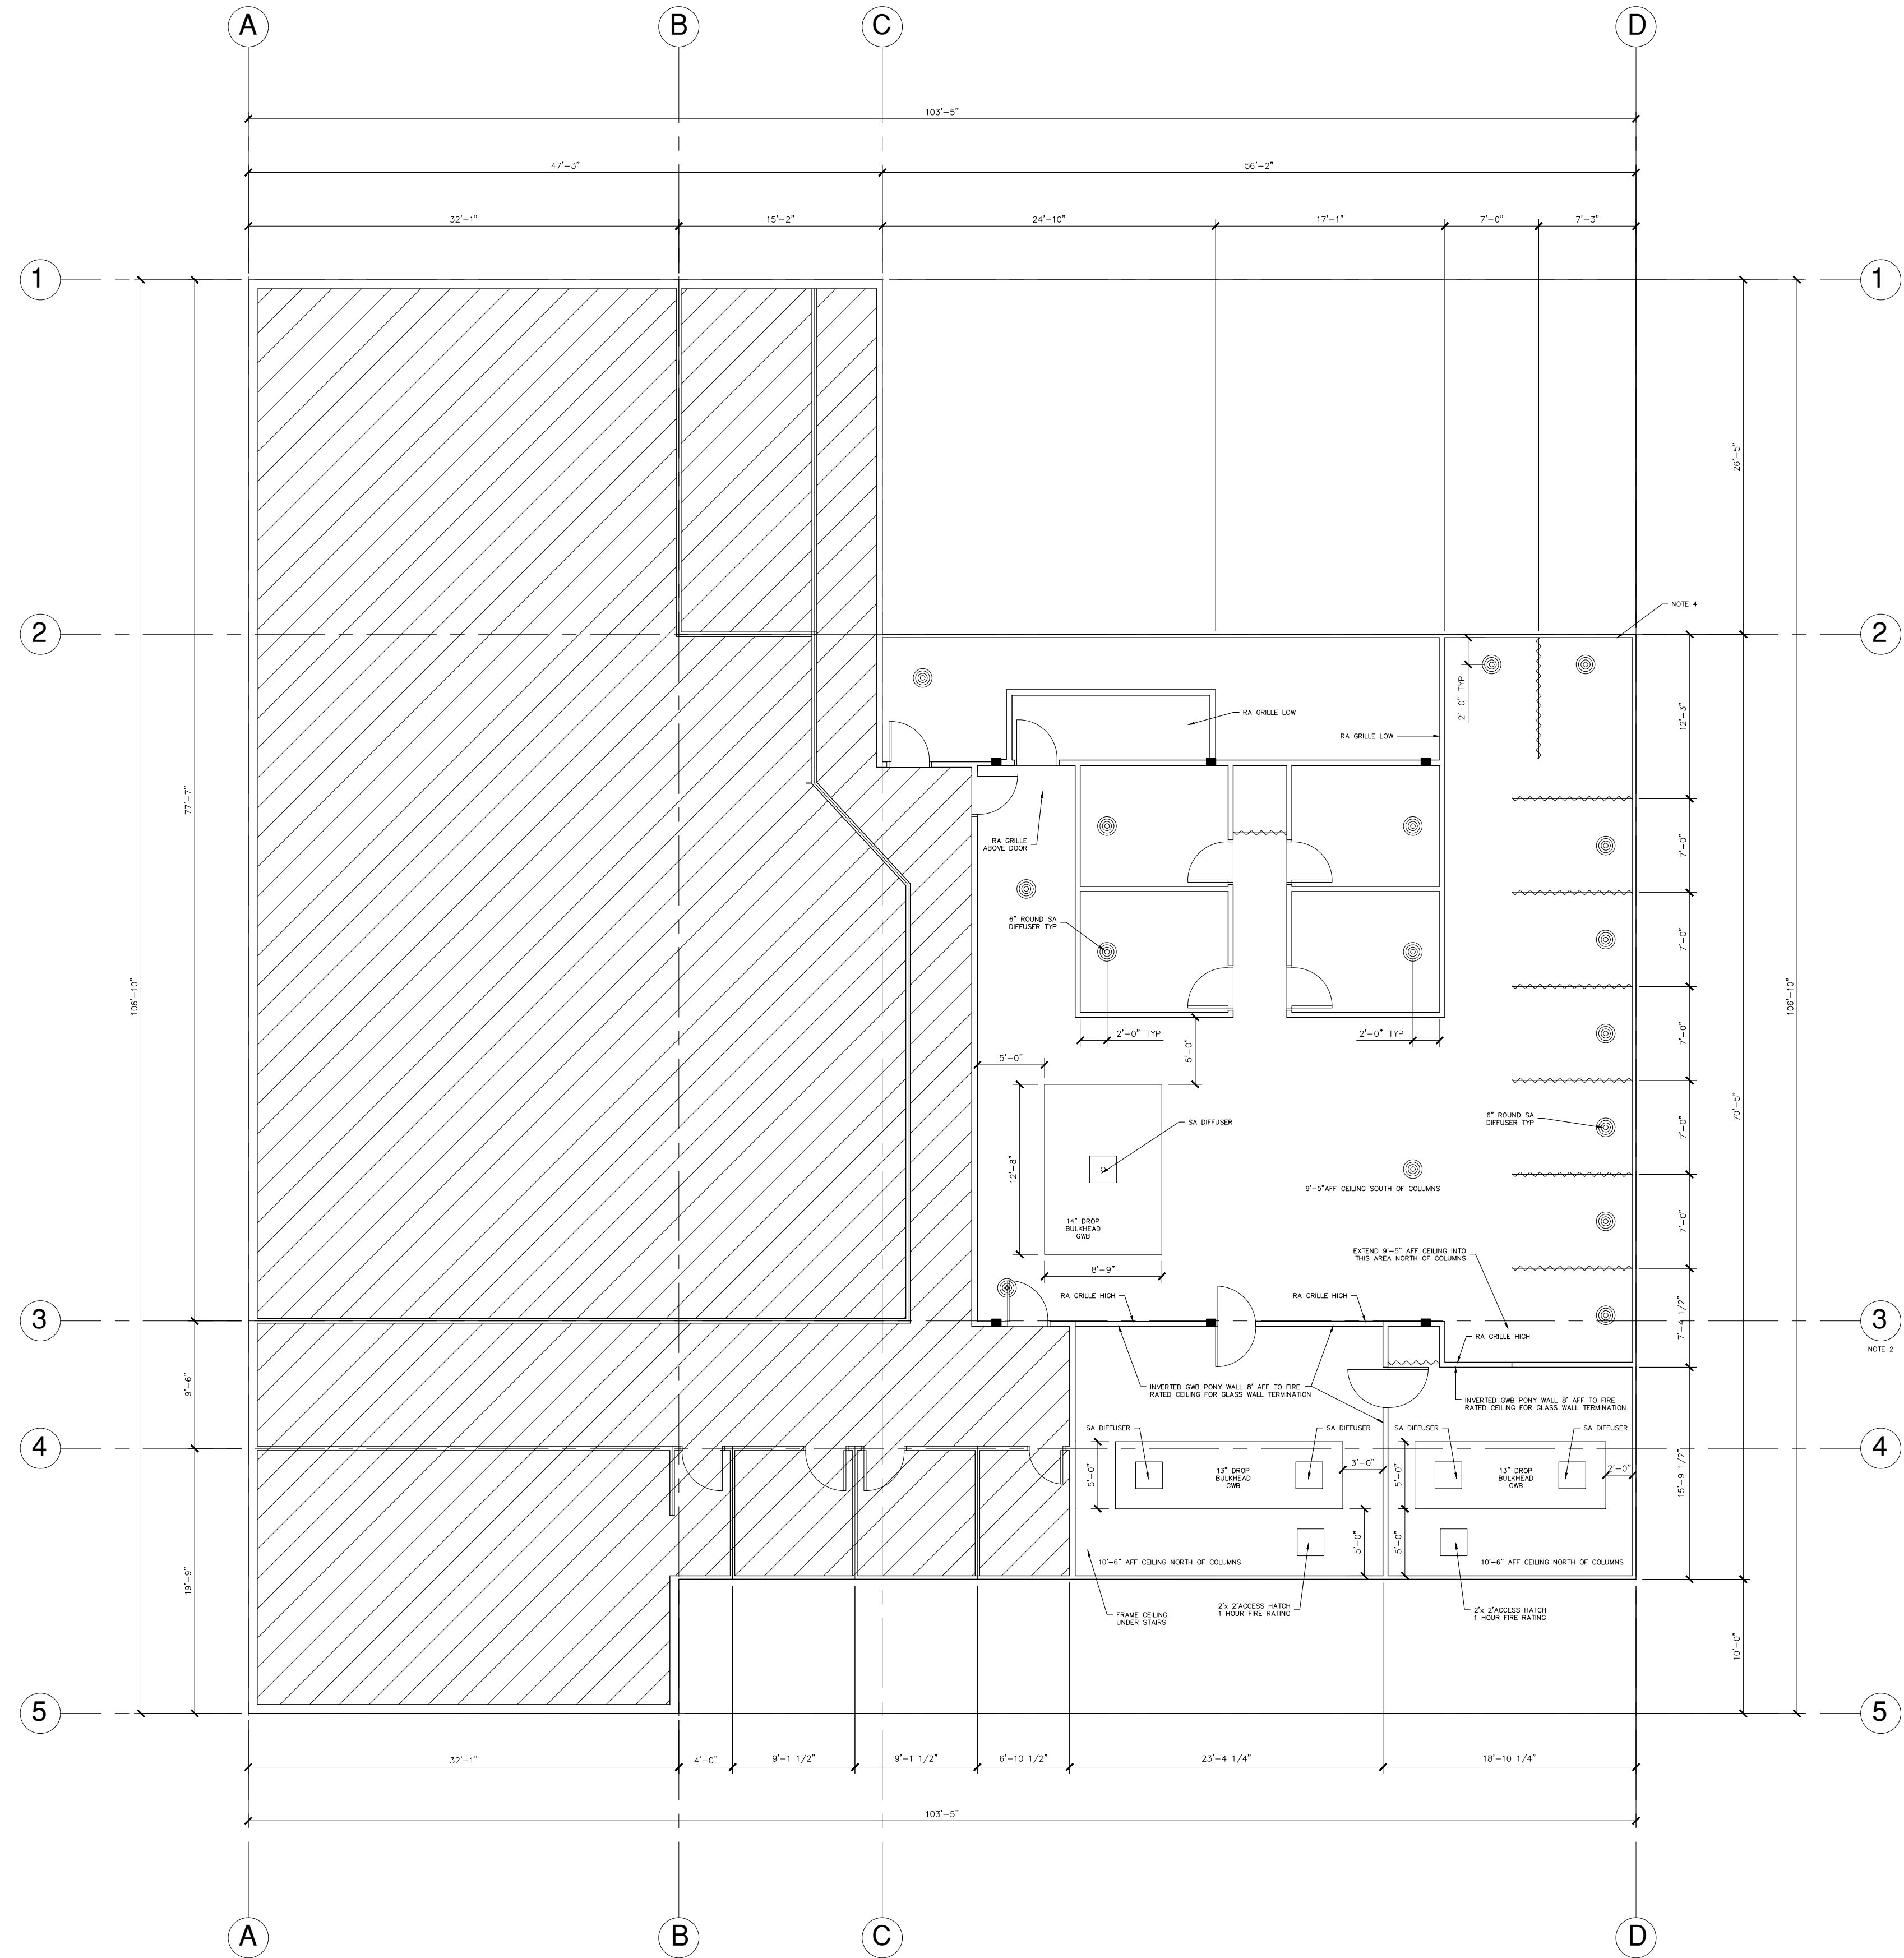 A
B
C
D
103'-5"
47'-3"
56'-2"
32'-1"
15'-2"
24'-10"
17'-1"
7'-0"
7'-3"
1
1
26'-5"
2
2
NOTE 4
2'-0" TYP
12'-3"
RA GRILLE LOW
RA GRILLE LOW
77'-7"
RA GRILLE
ABOVE DOOR
7'-0"
6" ROUND SA
DIFFUSER TYP
7'-0"
106'-10"
106'-10"
2'-0" TYP
2'-0" TYP
7'-0"
5'-0"
5'-0"
70'-5"
6" ROUND SA
DIFFUSER TYP
7'-0"
SA DIFFUSER
12'-8"
9'-5"AFF CEILING SOUTH OF COLUMNS
14" DROP
BULKHEAD
GWB
7'-0"
EXTEND 9'-5" AFF CEILING INTO
THIS AREA NORTH OF COLUMNS
8'-9"
RA GRILLE HIGH
RA GRILLE HIGH
7'-4 1/2"
3
3
NOTE 2
RA GRILLE HIGH
9'-6"
INVERTED GWB PONY WALL 8' AFF TO FIRE
RATED CEILING FOR GLASS WALL TERMINATION
INVERTED GWB PONY WALL 8' AFF TO FIRE
RATED CEILING FOR GLASS WALL TERMINATION
SA DIFFUSER
SA DIFFUSER
SA DIFFUSER
SA DIFFUSER
4
4
5'-0"
13" DROP
BULKHEAD
GWB
3'-0"
5'-0"
13" DROP
BULKHEAD
GWB
2'-0"
15'-9 1/2"
5'-0"
5'-0"
10'-6" AFF CEILING NORTH OF COLUMNS
10'-6" AFF CEILING NORTH OF COLUMNS
19'-9"
FRAME CEILING
UNDER STAIRS
2'x 2'ACCESS HATCH
1 HOUR FIRE RATING
2'x 2'ACCESS HATCH
1 HOUR FIRE RATING
10'-0"
5
5
32'-1"
4'-0"
9'-1 1/2"
9'-1 1/2"
6'-10 1/2"
23'-4 1/4"
18'-10 1/4"
103'-5"
A
B
C
D